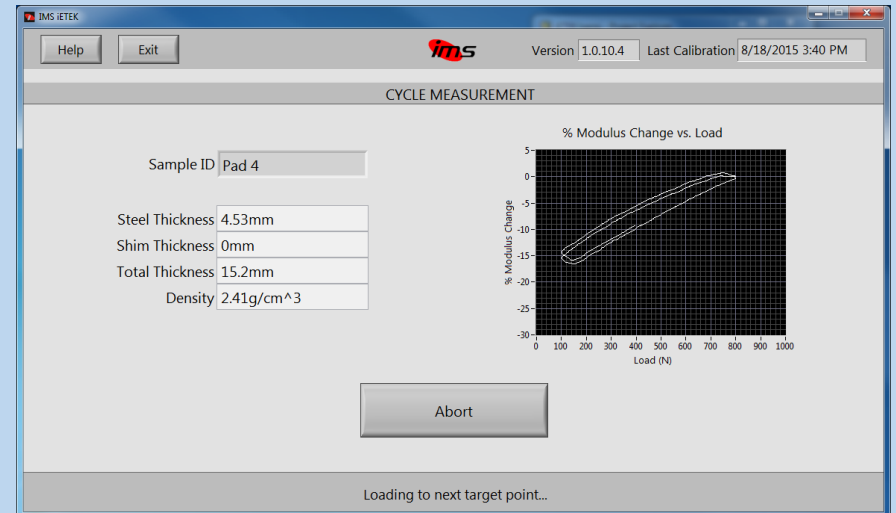 IMS iETEK
Help Exit ims Version 1.0.10.4 Last Calibration 8/18/2015 3:40 PM
CYCLE MEASUREMENT
Sample ID Pad 4
Steel Thickness 4.53mm
Shim Thickness 0mm
Total Thickness 15.2mm
Density 2.41g/cm^3
% Modulus Change vs. Load
% Modulus Change
5
0
-5
-10
-15
-20
-25
-30
0 100 200 300 400 500 600 700 800 900 1000
Load (N)
Abort
Loading to next target point...